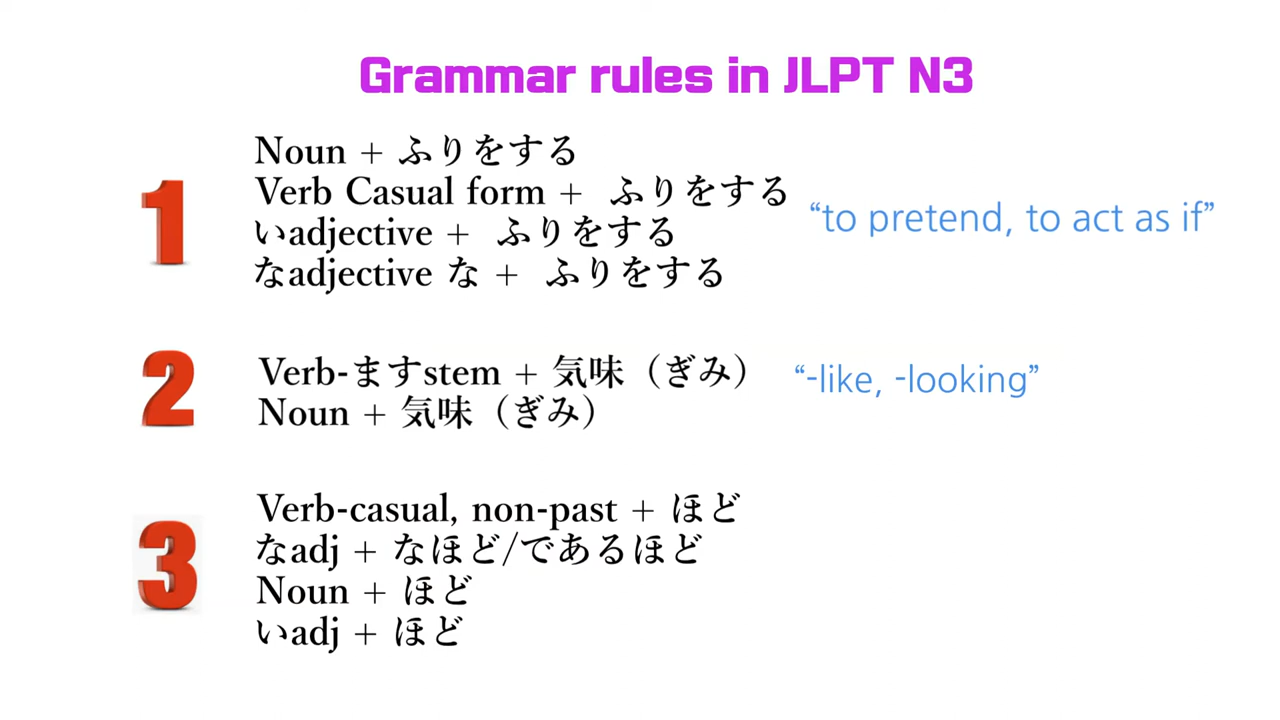 Grammar rules in JLPT N3
1
Noun + ふりをする
Verb Casual form + ふりをする
いadjective + ふりをする
なadjective な + ふりをする
“to pretend, to act as if”
2
Verb-ますstem + 気味（ぎみ）
Noun + 気味（ぎみ）
“-like, -looking”
3
Verb-casual, non-past + ほど
なadj + なほど/であるほど
Noun + ほど
いadj + ほど